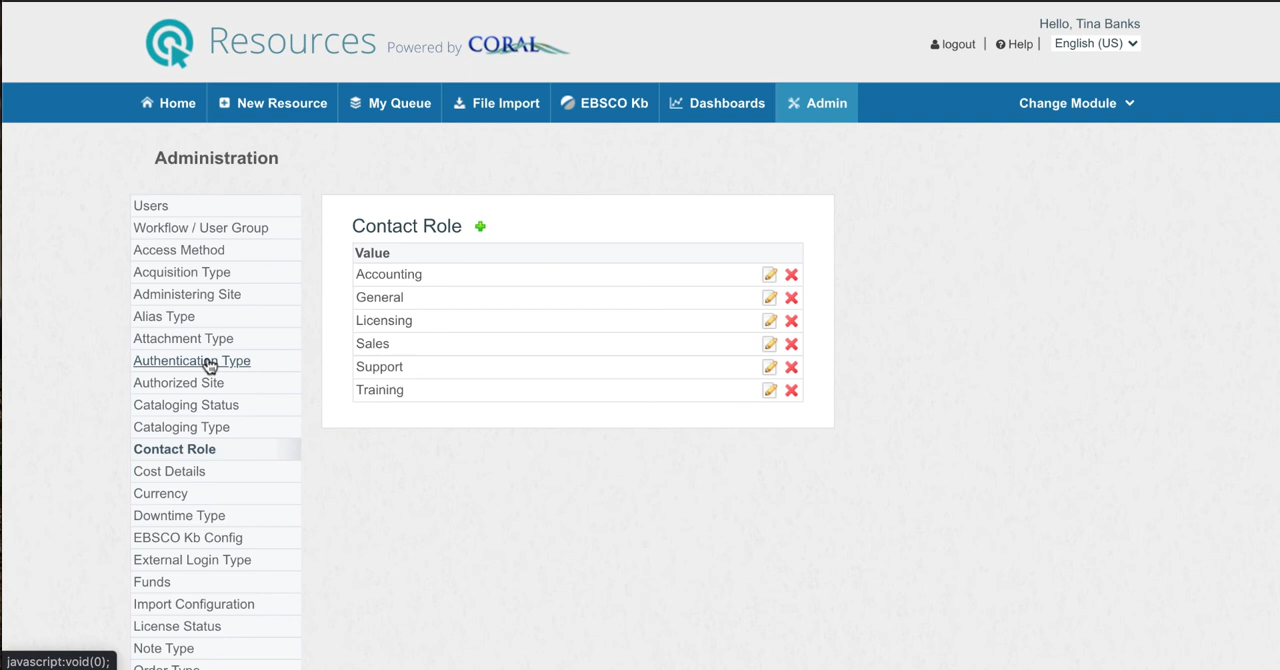 Hello, Tina Banks
Resources Powered by CORAL
logout | Help | English (US)
Home New Resource My Queue File Import EBSCO Kb Dashboards Admin Change Module
Administration
Users
Workflow / User Group
Access Method
Acquisition Type
Administering Site
Alias Type
Attachment Type
Authentication Type
Authorized Site
Cataloging Status
Cataloging Type
Contact Role
Cost Details
Currency
Downtime Type
EBSCO Kb Config
External Login Type
Funds
Import Configuration
License Status
Note Type
Order Type
Contact Role
Value
Accounting
General
Licensing
Sales
Support
Training
javascript:void(0);